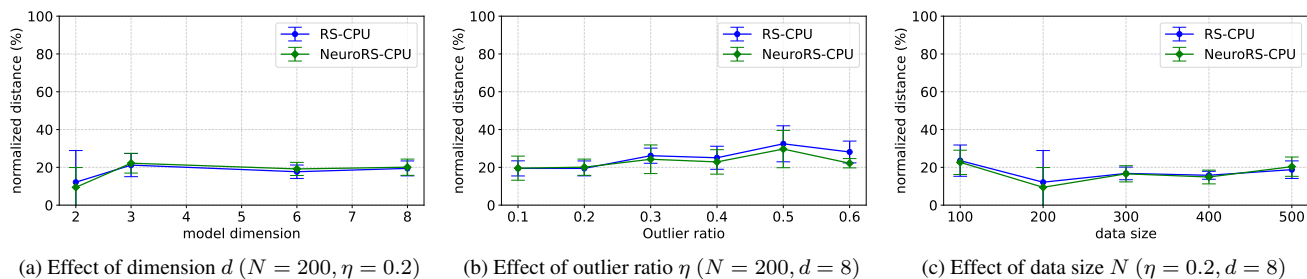 normalized distance (%)
100
80
60
40
20
0
RS-CPU
NeuroRS-CPU
2 3 4 5 6 7 8
model dimension
(a) Effect of dimension d (N = 200, η = 0.2)
normalized distance (%)
100
80
60
40
20
0
RS-CPU
NeuroRS-CPU
0.1 0.2 0.3 0.4 0.5 0.6
Outlier ratio
(b) Effect of outlier ratio η (N = 200, d = 8)
normalized distance (%)
100
80
60
40
20
0
RS-CPU
NeuroRS-CPU
100 200 300 400 500
data size
(c) Effect of data size N (η = 0.2, d = 8)